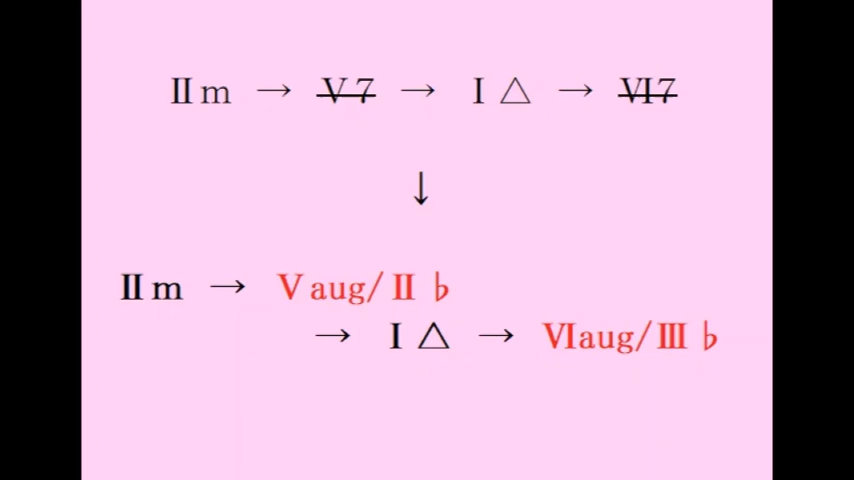 Ⅱm → V7 → Ⅰ△ → Ⅵ7
↓
Ⅱm → Vaug/Ⅱ♭
→ Ⅰ△ → Ⅵaug/Ⅲ♭